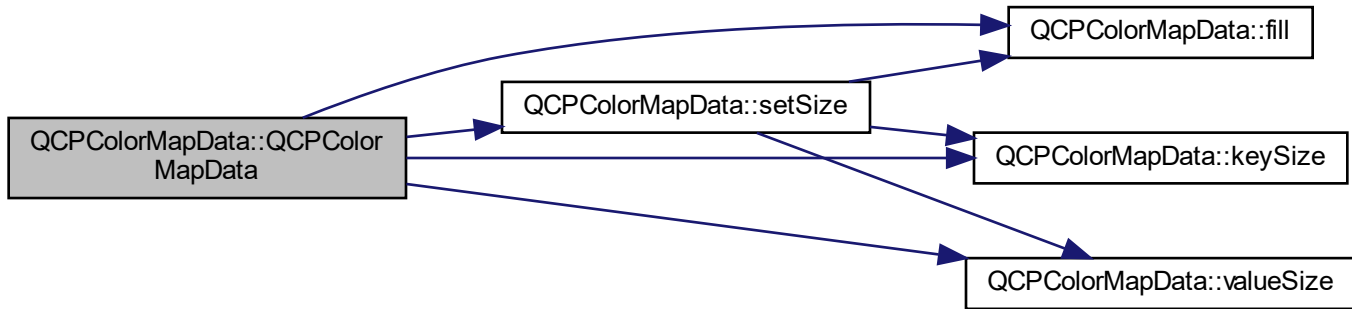 QCPColorMapData::fill
QCPColorMapData::setSize
QCPColorMapData::QCPColor
MapData
QCPColorMapData::keySize
QCPColorMapData::valueSize